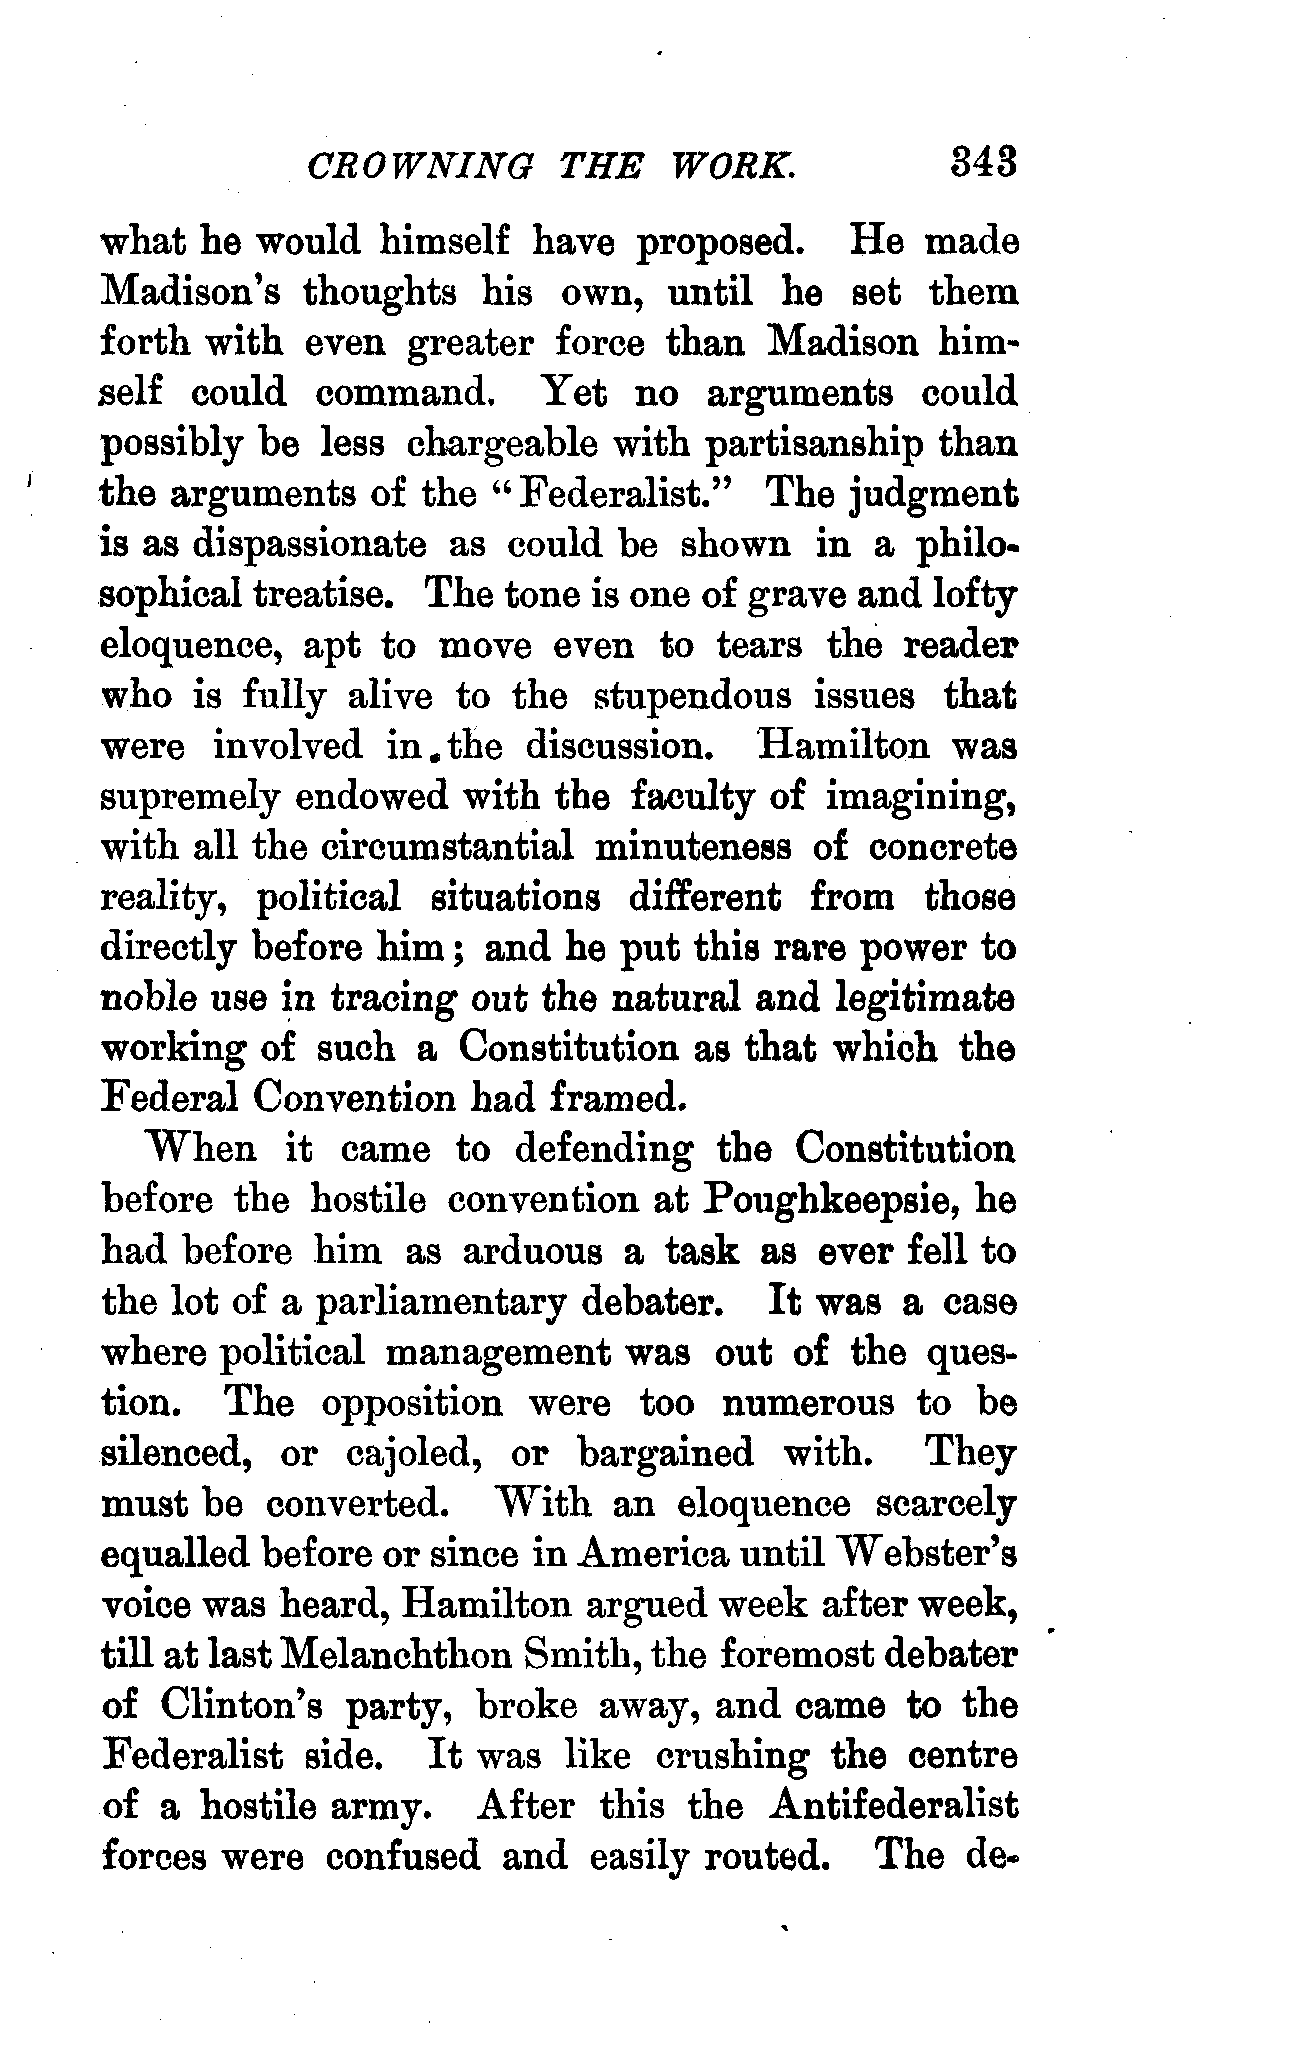 CROWNING THE WORK. 343
what he would himself have proposed. He made
Madison's thoughts his own, until he set them
forth with even greater force than Madison him-
self could command. Yet no arguments could
possibly be less chargeable with partisanship than
the arguments of the "Federalist." The judgment
is as dispassionate as could be shown in a philo-
sophical treatise. The tone is one of grave and lofty
eloquence, apt to move even to tears the reader
who is fully alive to the stupendous issues that
were involved in the discussion. Hamilton was
supremely endowed with the faculty of imagining,
with all the circumstantial minuteness of concrete
reality, political situations different from those
directly before him; and he put this rare power to
noble use in tracing out the natural and legitimate
working of such a Constitution as that which the
Federal Convention had framed.
When it came to defending the Constitution
before the hostile convention at Poughkeepsie, he
had before him as arduous a task as ever fell to
the lot of a parliamentary debater. It was a case
where political management was out of the ques-
tion. The opposition were too numerous to be
silenced, or cajoled, or bargained with. They
must be converted. With an eloquence scarcely
equalled before or since in America until Webster's
voice was heard, Hamilton argued week after week,
till at last Melanchthon Smith, the foremost debater
of Clinton's party, broke away, and came to the
Federalist side. It was like crushing the centre
of a hostile army. After this the Antifederalist
forces were confused and easily routed. The de-